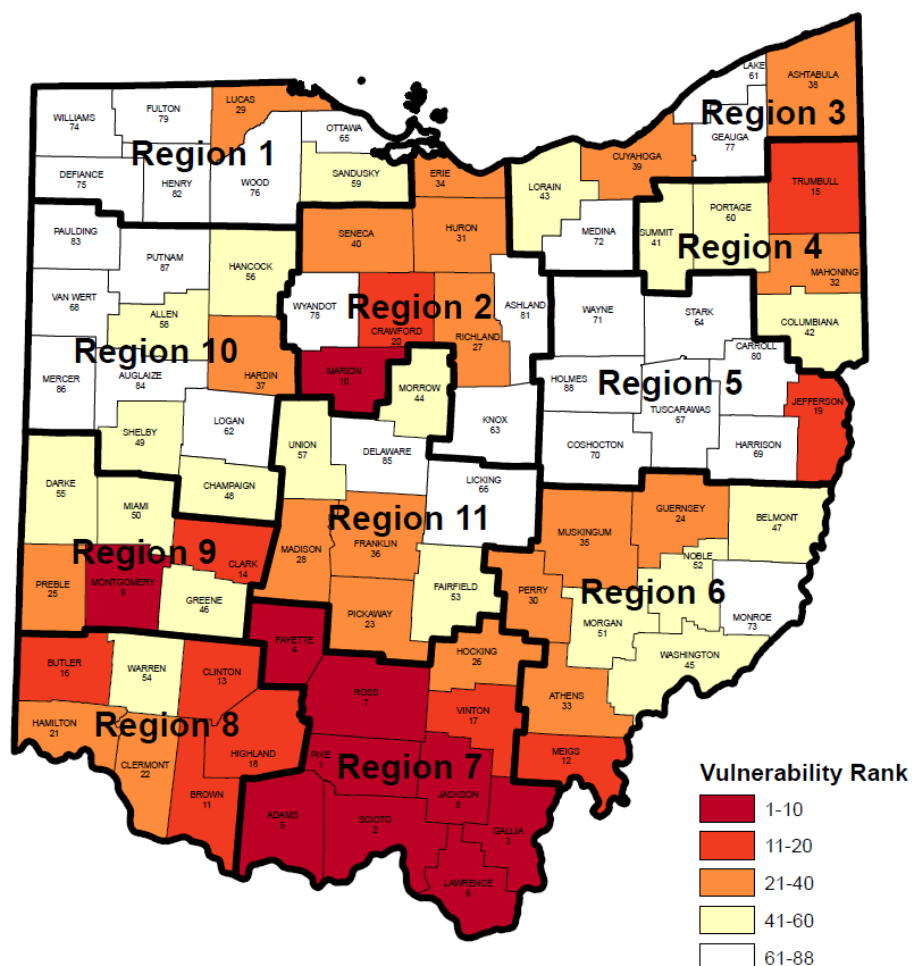 LAKE
61
ASHTABULA
38
Region 3
GEAUGA
77
WILLIAMS
74
FULTON
79
LUCAS
29
OTTAWA
65
Region 1
DEFIANCE
75
HENRY
82
WOOD
76
SANDUSKY
59
ERIE
34
LORAIN
43
CUYAHOGA
39
TRUMBULL
15
MEDINA
72
SUMMIT
41
PORTAGE
60
Region 4
MAHONING
32
COLUMBIANA
42
PAULDING
83
PUTNAM
87
HANCOCK
56
SENECA
40
HURON
31
VAN WERT
68
ALLEN
58
Region 10
HARDIN
37
MERCER
86
AUGLAIZE
84
WYANDOT
78
Region 2
CRAWFORD
20
RICHLAND
27
ASHLAND
81
MARION
10
MORROW
44
KNOX
63
WAYNE
71
STARK
64
CARROLL
80
HOLMES
88
Region 5
TUSCARAWAS
67
JEFFERSON
19
COSHOCTON
70
HARRISON
69
SHELBY
49
LOGAN
62
UNION
57
DELAWARE
85
LICKING
66
DARKE
55
MIAMI
50
CHAMPAIGN
48
Region 9
CLARK
14
PREBLE
25
MONTGOMERY
9
GREENE
46
MADISON
28
Region 11
FRANKLIN
36
FAIRFIELD
53
PICKAWAY
23
MUSKINGUM
35
GUERNSEY
24
BELMONT
47
NOBLE
52
PERRY
30
Region 6
MORGAN
51
MONROE
73
WASHINGTON
45
FAYETTE
4
HOCKING
26
ATHENS
33
BUTLER
16
WARREN
54
CLINTON
13
ROSS
7
VINTON
17
MEIGS
12
HAMILTON
21
Region 8
CLERMONT
22
HIGHLAND
18
BROWN
11
PIKE
1
Region 7
JACKSON
8
ADAMS
5
SCIOTO
2
GALLIA
3
LAWRENCE
6
Vulnerability Rank
1-10
11-20
21-40
41-60
61-88